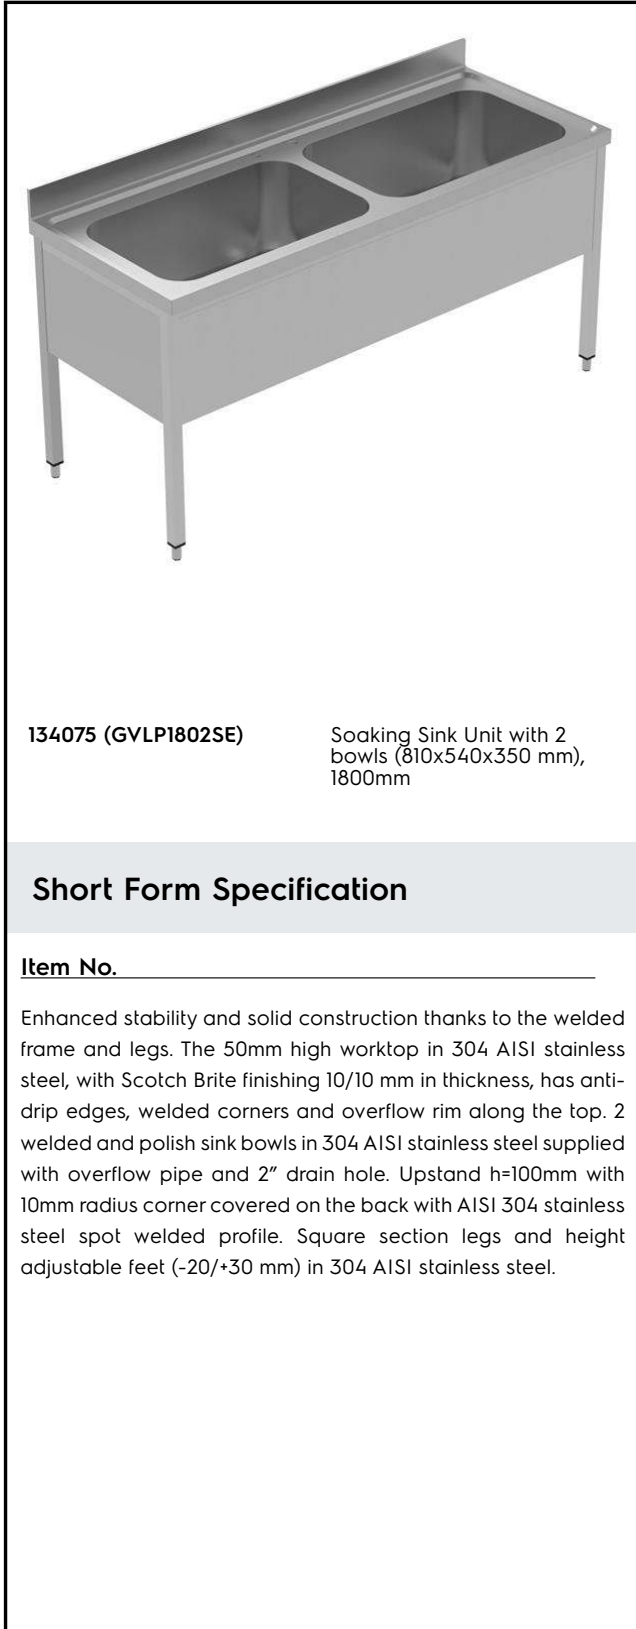 134075 (GVLP1802SE)
Soaking Sink Unit with 2
bowls (810x540x350 mm),
1800mm
Short Form Specification
Item No.
Enhanced stability and solid construction thanks to the welded
frame and legs. The 50mm high worktop in 304 AISI stainless
steel, with Scotch Brite finishing 10/10 mm in thickness, has anti-
drip edges, welded corners and overflow rim along the top. 2
welded and polish sink bowls in 304 AISI stainless steel supplied
with overflow pipe and 2” drain hole. Upstand h=100mm with
10mm radius corner covered on the back with AISI 304 stainless
steel spot welded profile. Square section legs and height
adjustable feet (-20/+30 mm) in 304 AISI stainless steel.